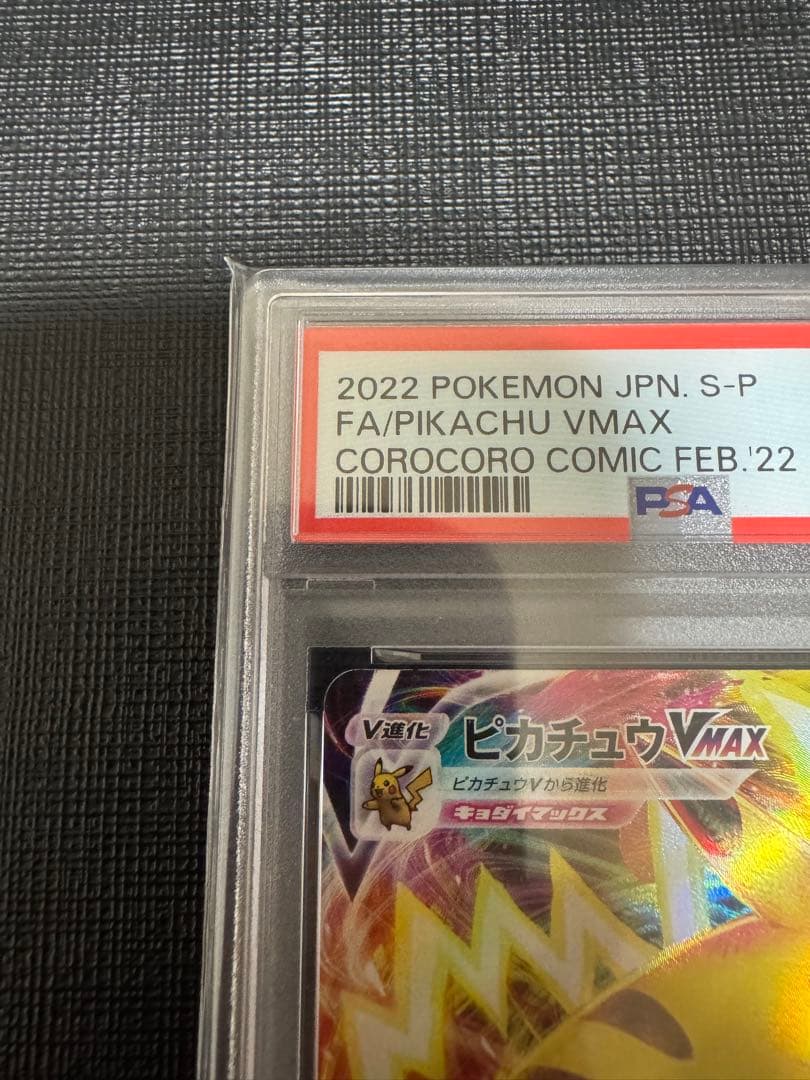 2022 POKEMON JPN. S-P
FA/PIKACHU VMAX
COROCORO COMIC FEB.'22
PSA
V進化
ピカチュウVMAX
ピカチュウVから進化
キョダイマックス